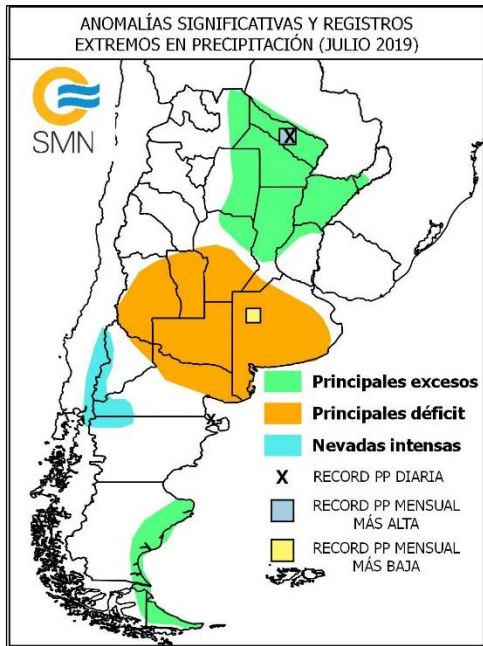 ANOMALÍAS SIGNIFICATIVAS Y REGISTROS
EXTREMOS EN PRECIPITACIÓN (JULIO 2019)
SMN
X
X
Principales excesos
Principales déficit
Nevadas intensas
X RECORD PP DIARIA
RECORD PP MENSUAL
MÁS ALTA
RECORD PP MENSUAL
MÁS BAJA